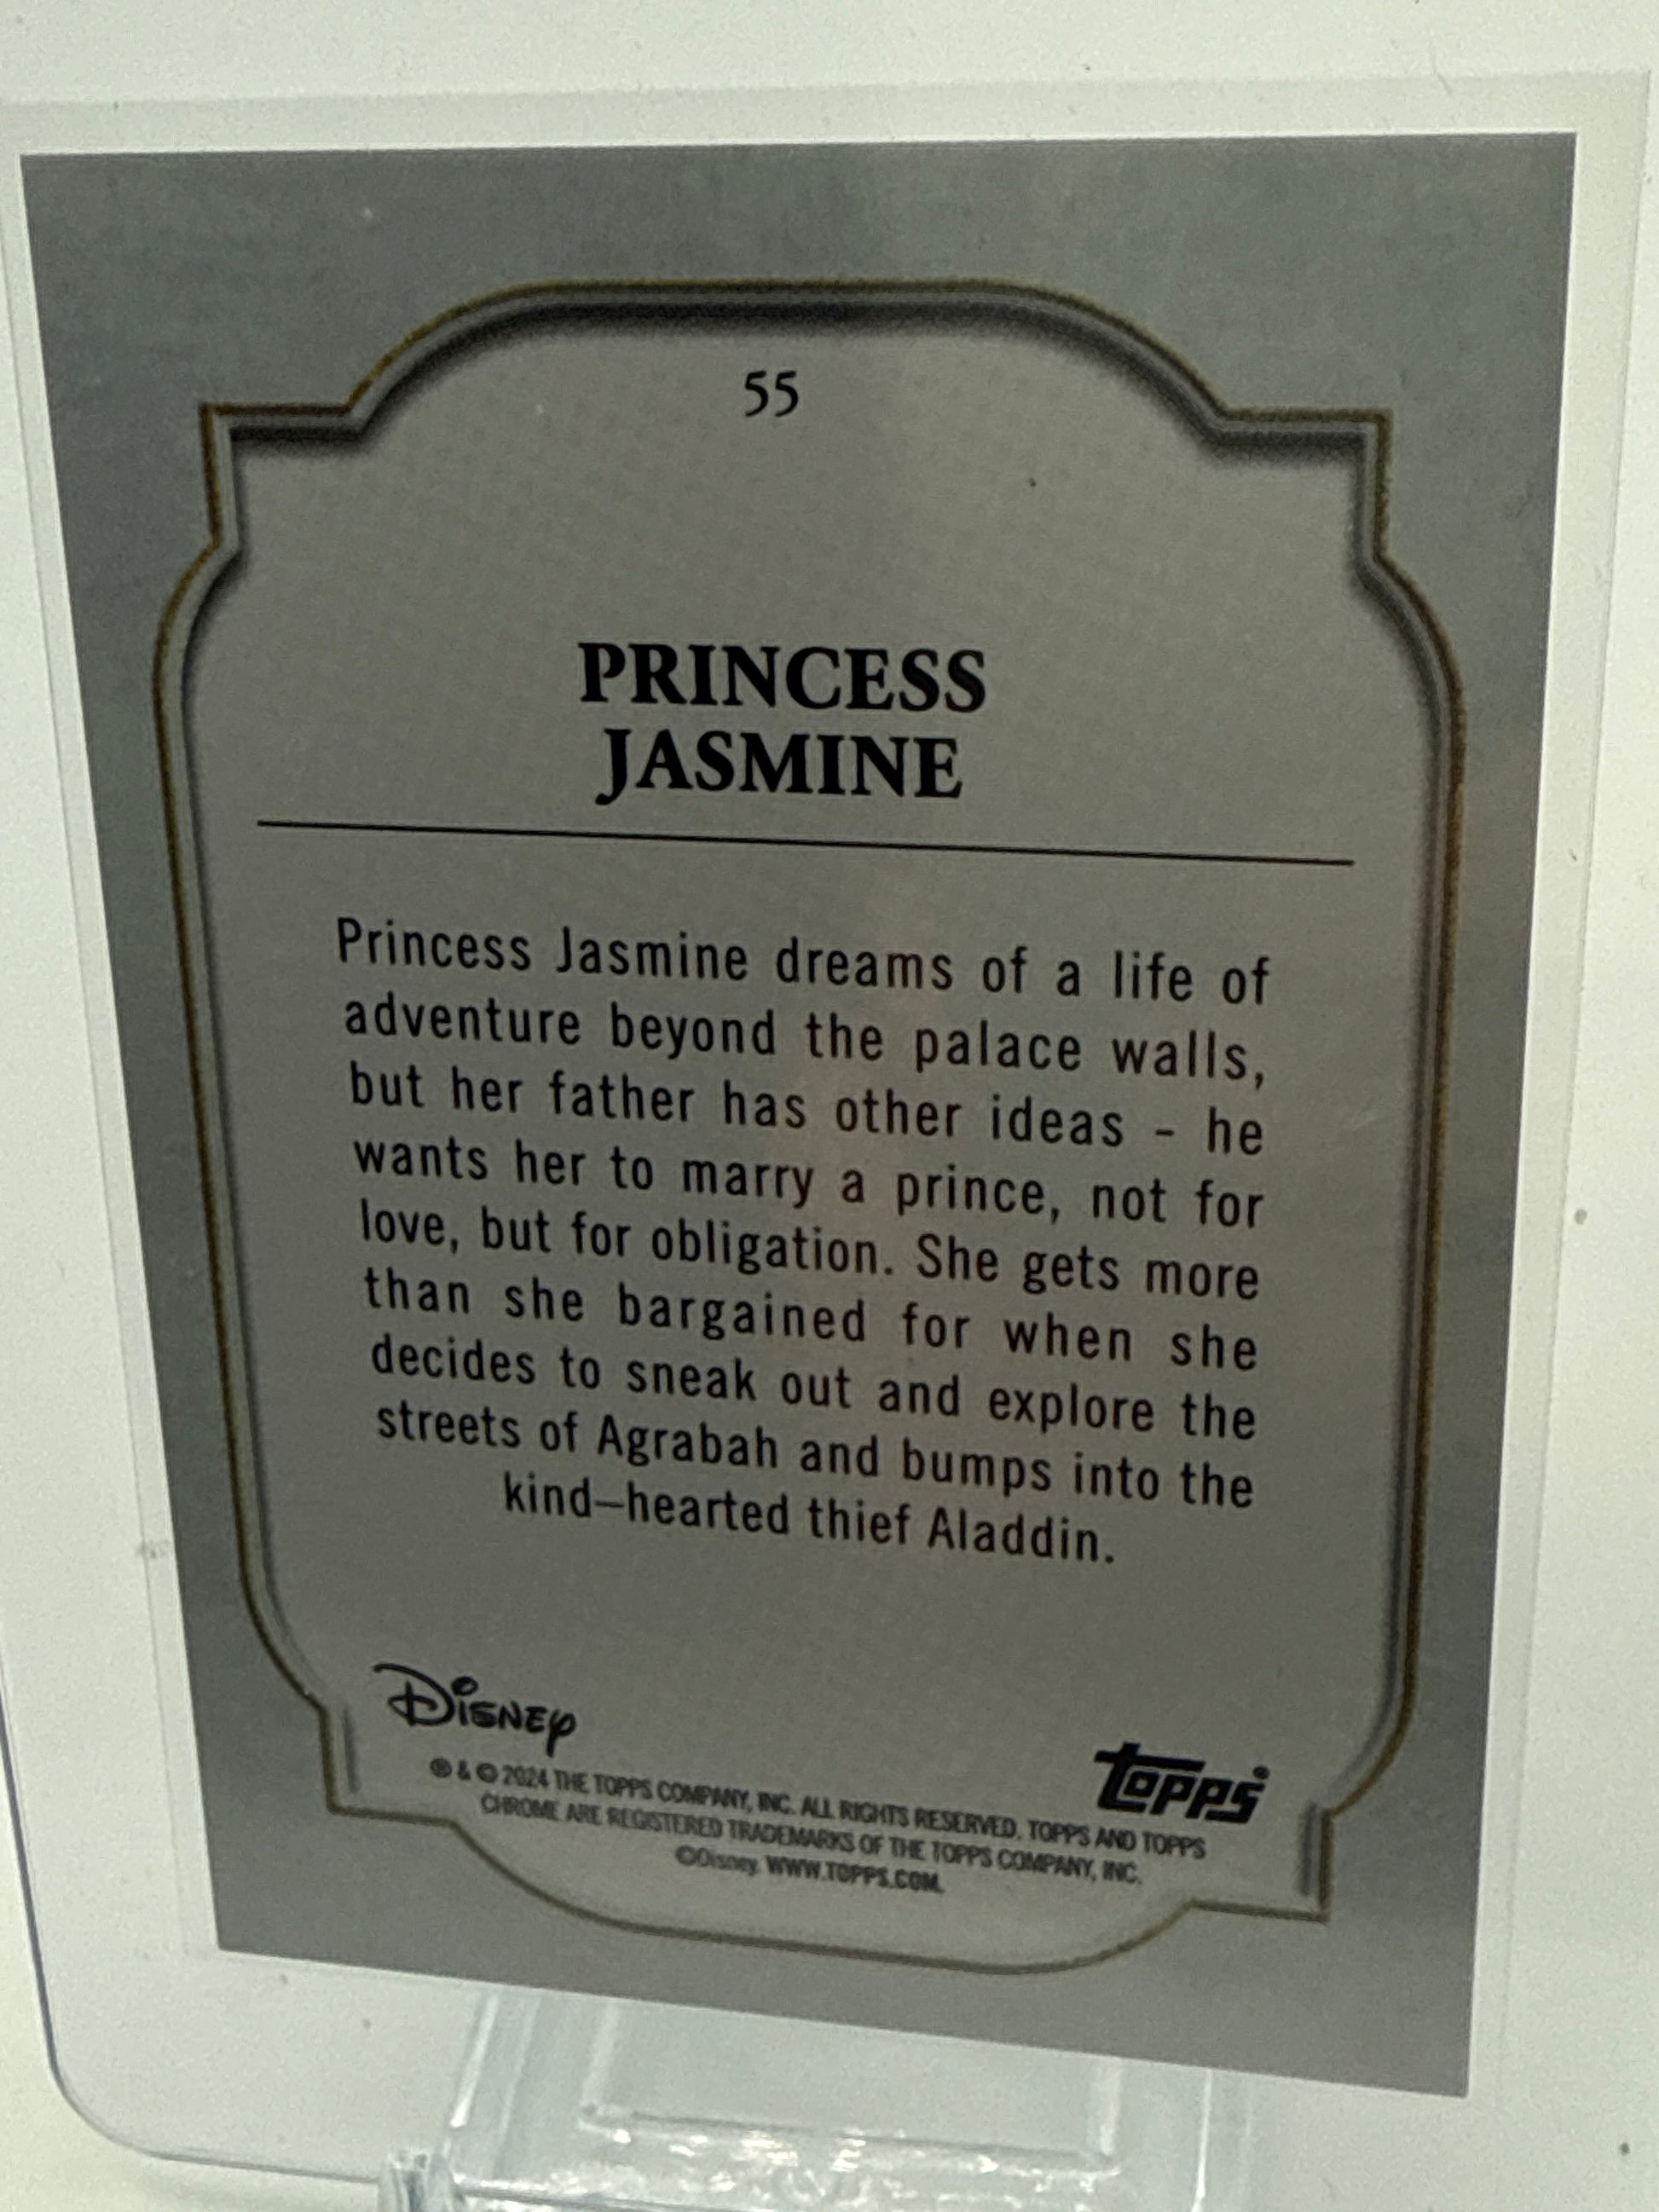 55
PRINCESS
JASMINE
Princess Jasmine dreams of a life of
adventure beyond the palace walls,
but her father has other ideas - he
wants her to marry a prince, not for
love, but for obligation. She gets more
than she bargained for when she
decides to sneak out and explore the
streets of Agrabah and bumps into the
kind–hearted thief Aladdin.
Disney
Topps®
® & © 2024 THE TOPPS COMPANY, INC. ALL RIGHTS RESERVED. TOPPS AND TOPPS
CHROME ARE REGISTERED TRADEMARKS OF THE TOPPS COMPANY, INC.
©Disney. WWW.TOPPS.COM.